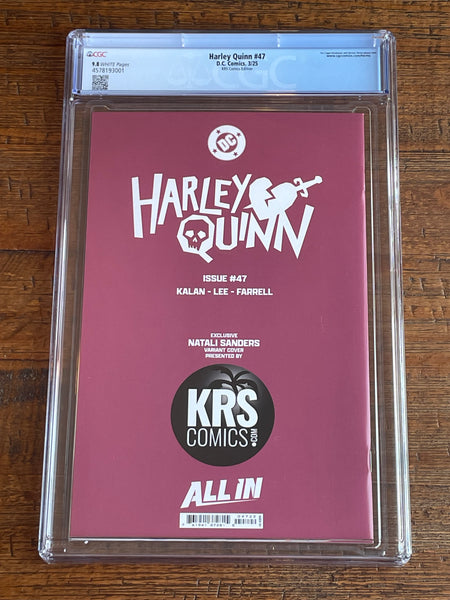 CGC
9.8 WHITE Pages
4578193001
Harley Quinn #47
D.C. Comics, 3/25
KRS Comics Edition
DC
HARLEY
QUINN
ISSUE #47
KALAN - LEE - FARRELL
EXCLUSIVE
NATALI SANDERS
VARIANT COVER
PRESENTED BY
KRS
COMICS
.COM
ALL IN